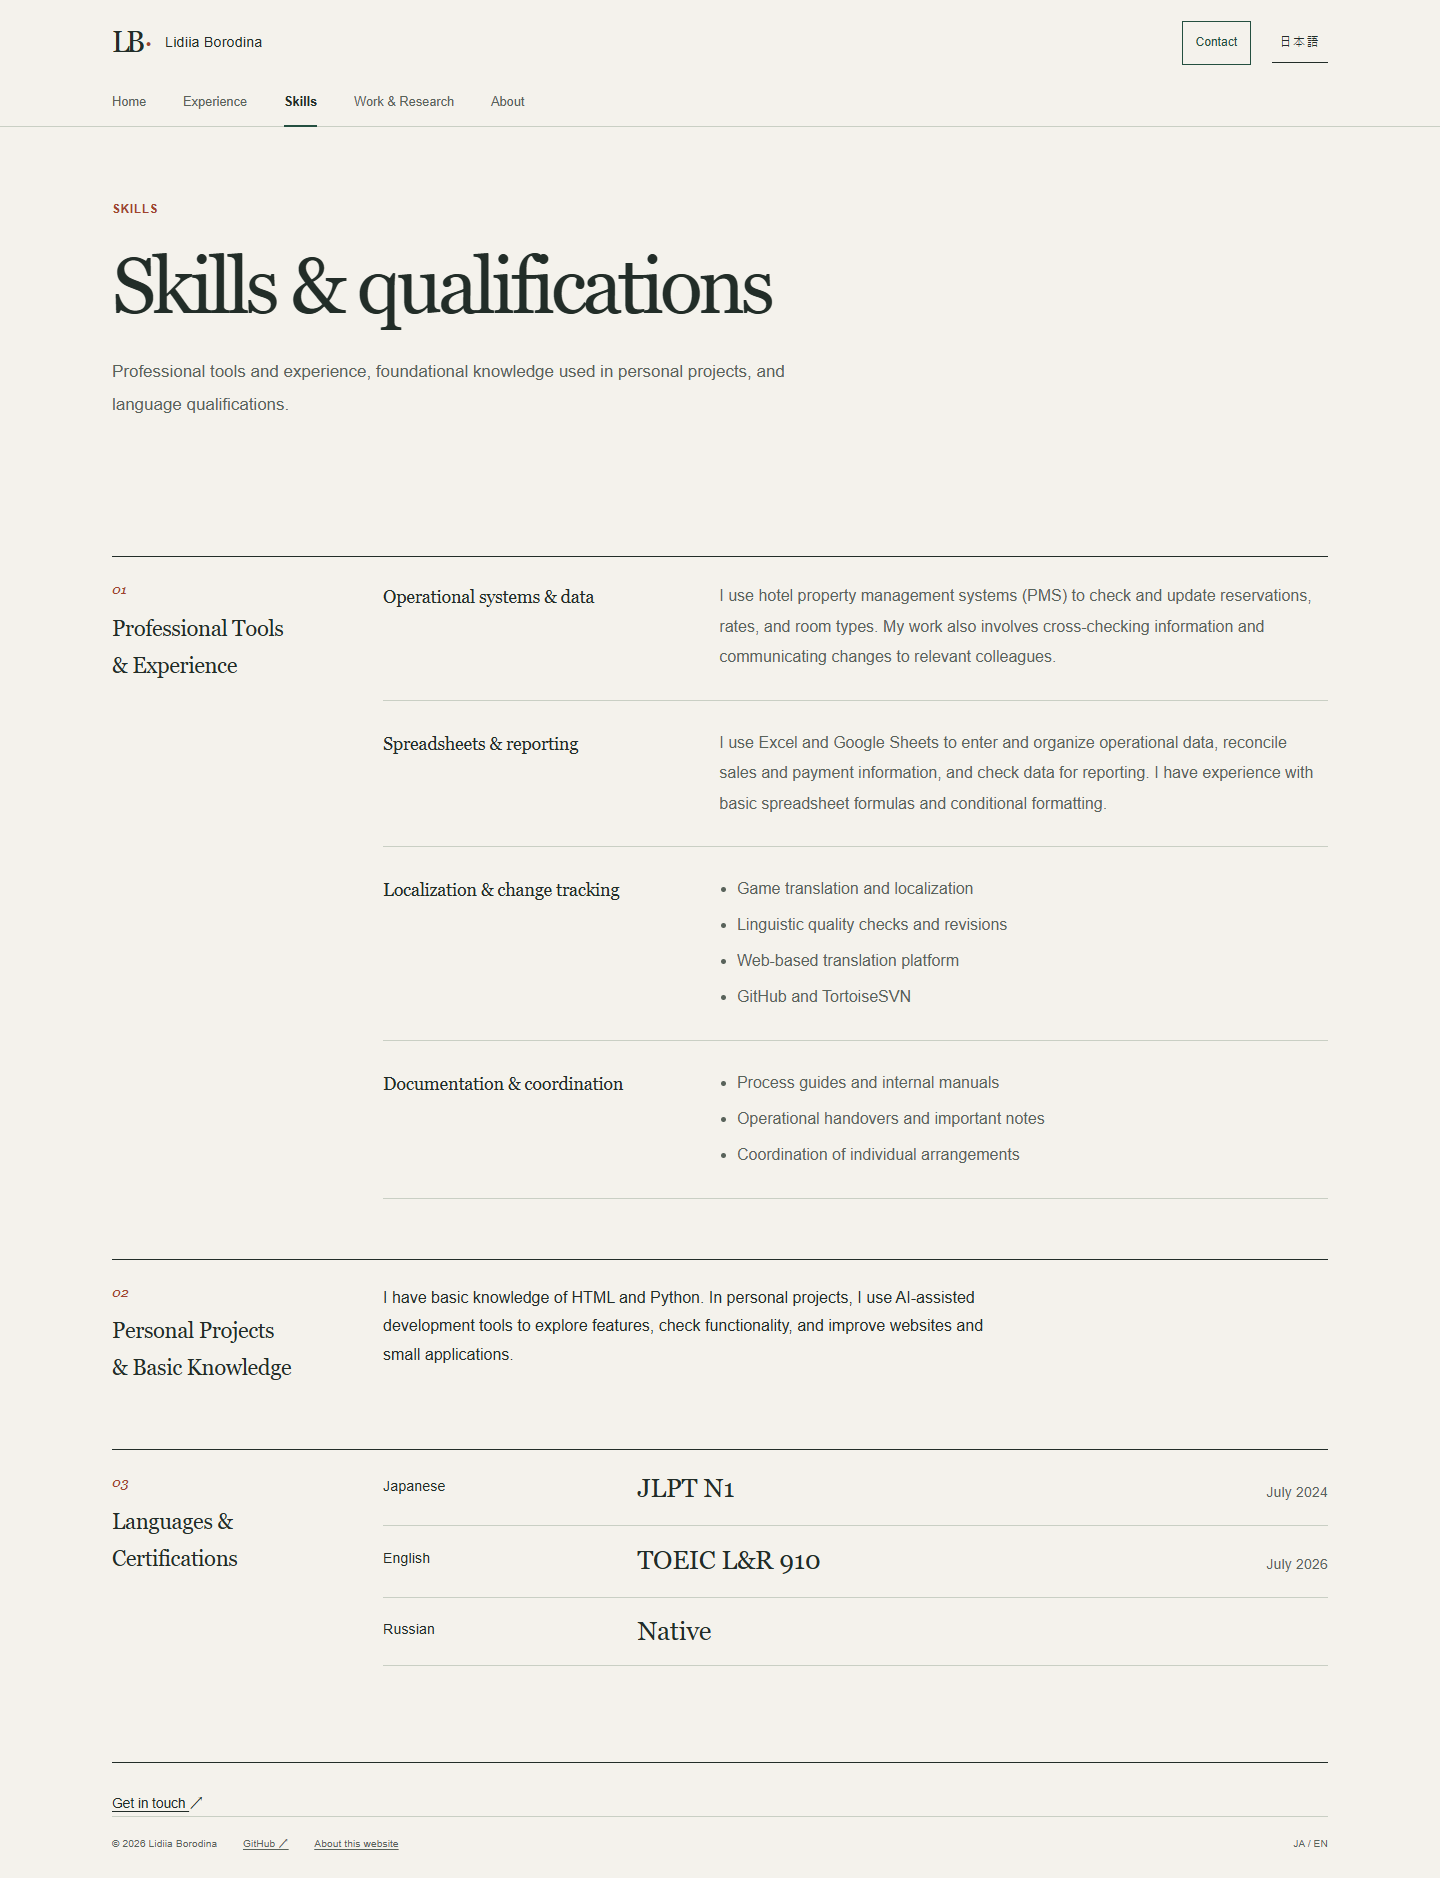 LB· Lidiia Borodina
Contact
日本語
Home Experience Skills Work & Research About
SKILLS
Skills & qualifications
Professional tools and experience, foundational knowledge used in personal projects, and
language qualifications.
01
Professional Tools
& Experience
Operational systems & data
I use hotel property management systems (PMS) to check and update reservations,
rates, and room types. My work also involves cross-checking information and
communicating changes to relevant colleagues.
Spreadsheets & reporting
I use Excel and Google Sheets to enter and organize operational data, reconcile
sales and payment information, and check data for reporting. I have experience with
basic spreadsheet formulas and conditional formatting.
Localization & change tracking
• Game translation and localization
• Linguistic quality checks and revisions
• Web-based translation platform
• GitHub and TortoiseSVN
Documentation & coordination
• Process guides and internal manuals
• Operational handovers and important notes
• Coordination of individual arrangements
02
Personal Projects
& Basic Knowledge
I have basic knowledge of HTML and Python. In personal projects, I use AI-assisted
development tools to explore features, check functionality, and improve websites and
small applications.
03
Languages &
Certifications
Japanese JLPT N1 July 2024
English TOEIC L&R 910 July 2026
Russian Native
Get in touch ↗
© 2026 Lidiia Borodina GitHub ↗ About this website JA / EN